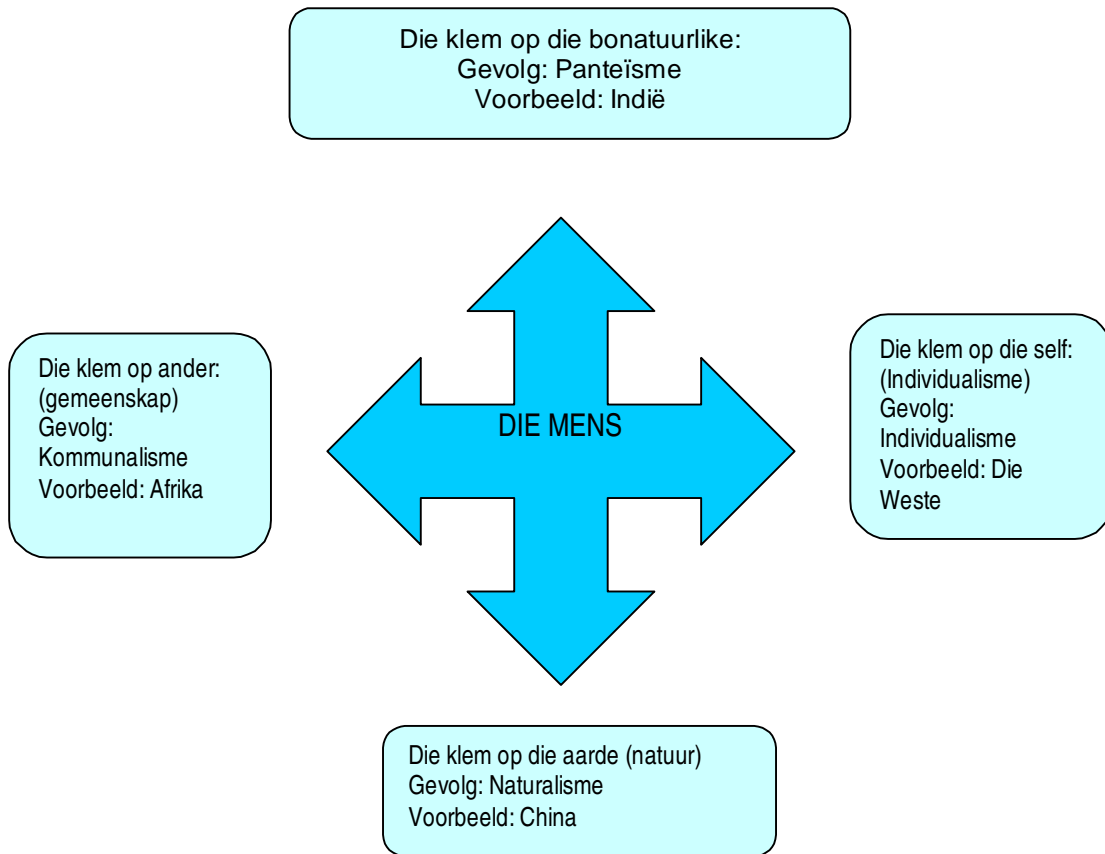 Die klem op die bonatuurlike:
Gevolg: Panteïsme
Voorbeeld: Indië
Die klem op ander:
(gemeenskap)
Gevolg:
Kommunalisme
Voorbeeld: Afrika
DIE MENS
Die klem op die self:
(Individualisme)
Gevolg:
Individualisme
Voorbeeld: Die
Weste
Die klem op die aarde (natuur)
Gevolg: Naturalisme
Voorbeeld: China